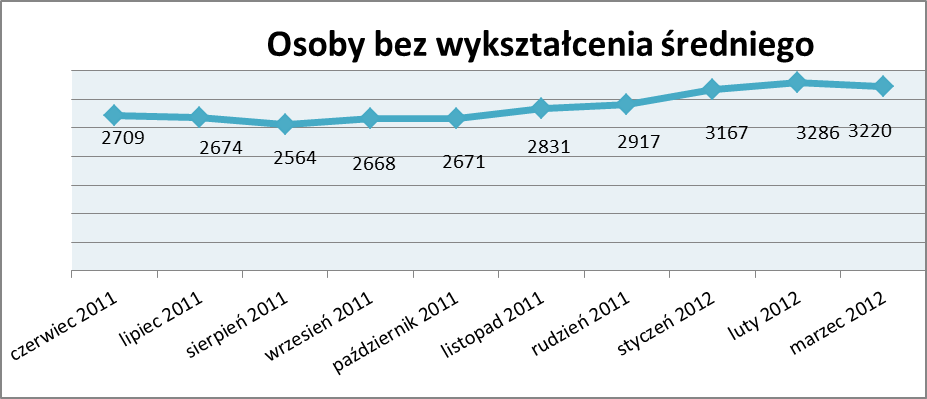 Osoby bez wykształcenia średniego
2709
2674
2564
2668
2671
2831
2917
3167
3286
3220
czerwiec 2011
lipiec 2011
sierpień 2011
wrzesień 2011
październik 2011
listopad 2011
rudzień 2011
styczeń 2012
luty 2012
marzec 2012